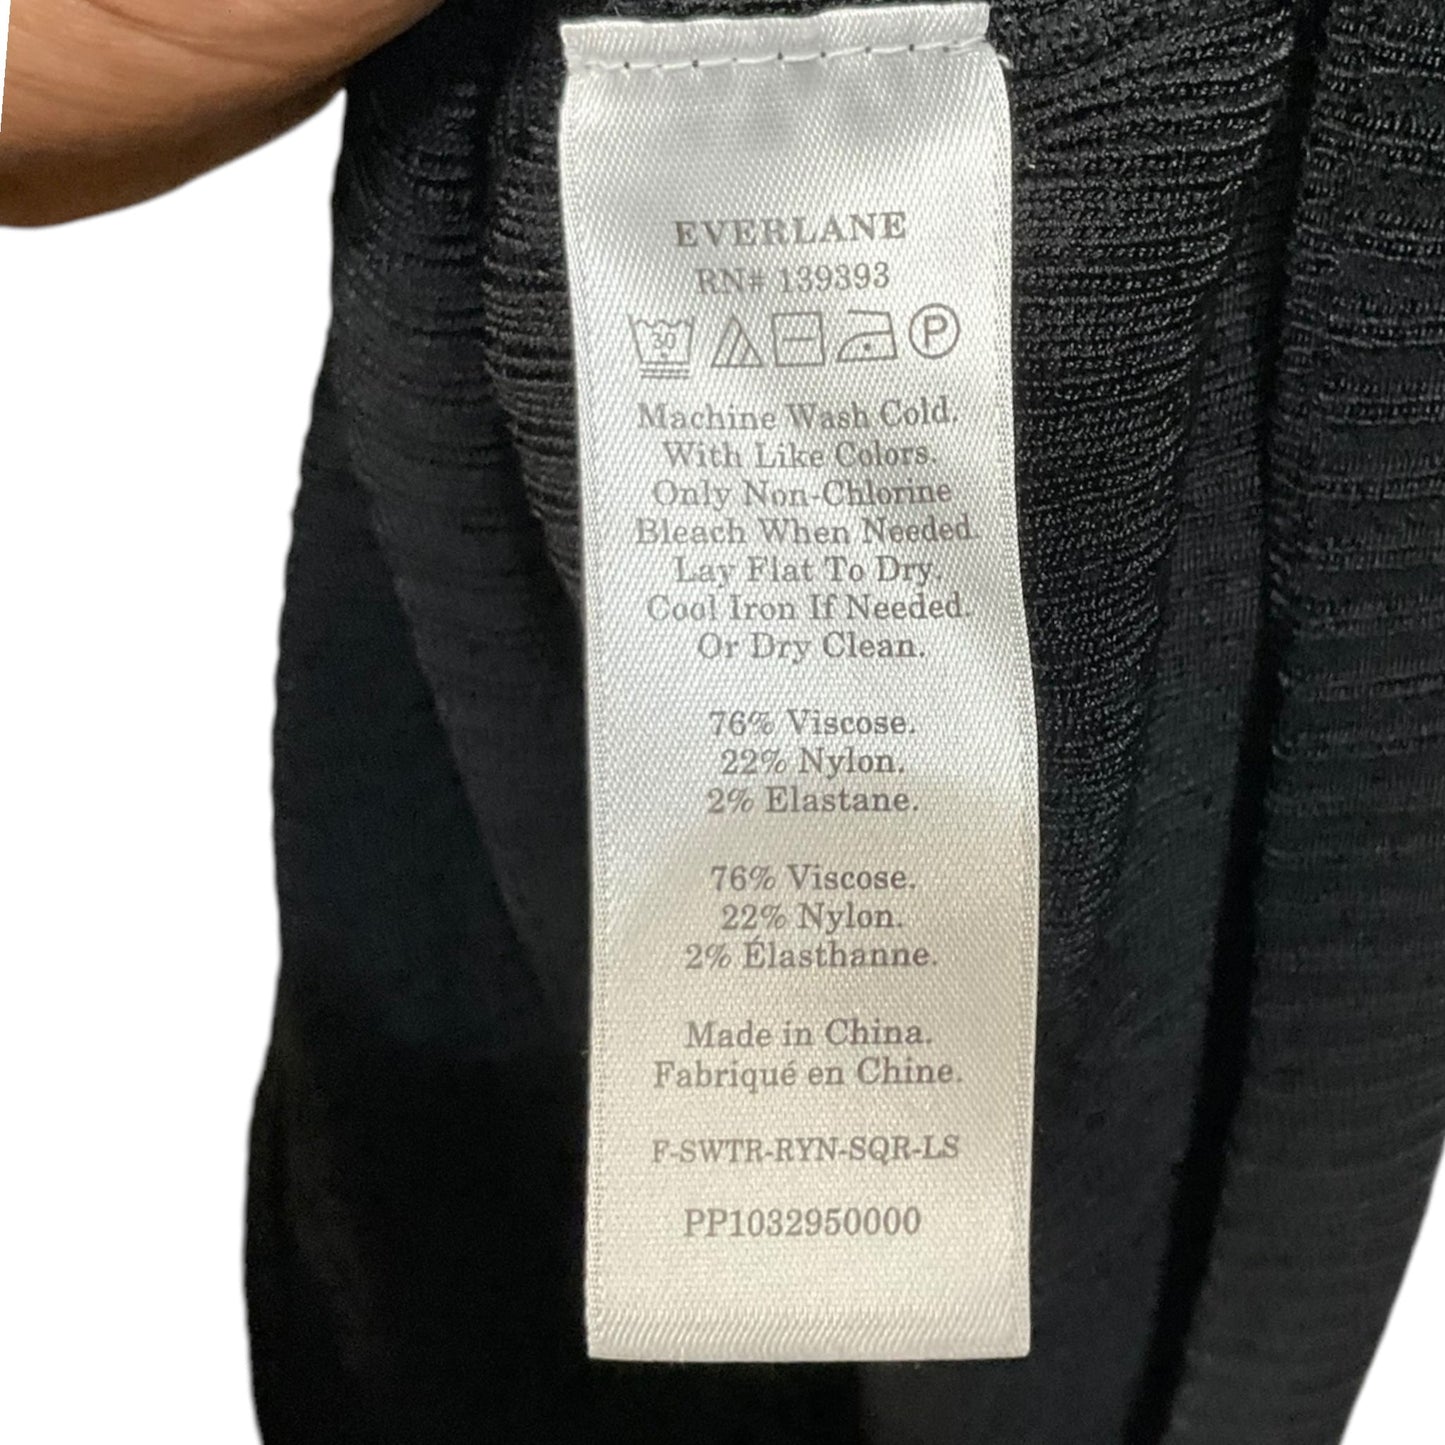 EVERLANE
RN# 139393
30 P
Machine Wash Cold.
With Like Colors.
Only Non-Chlorine
Bleach When Needed.
Lay Flat To Dry.
Cool Iron If Needed.
Or Dry Clean.
76% Viscose.
22% Nylon.
2% Elastane.
76% Viscose.
22% Nylon.
2% Élasthanne.
Made in China.
Fabriqué en Chine.
F-SWTR-RYN-SQR-LS
PP1032950000